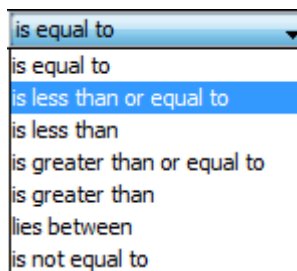 is equal to
is equal to
is less than or equal to
is less than
is greater than or equal to
is greater than
lies between
is not equal to